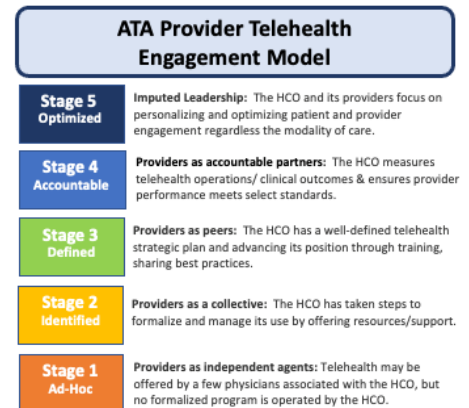 ATA Provider Telehealth
Engagement Model
Stage 5
Optimized
Imputed Leadership: The HCO and its providers focus on
personalizing and optimizing patient and provider
engagement regardless the modality of care.
Stage 4
Accountable
Providers as accountable partners: The HCO measures
telehealth operations/ clinical outcomes & ensures provider
performance meets select standards.
Stage 3
Defined
Providers as peers: The HCO has a well-defined telehealth
strategic plan and advancing its position through training,
sharing best practices.
Stage 2
Identified
Providers as a collective: The HCO has taken steps to
formalize and manage its use by offering resources/support.
Stage 1
Ad-Hoc
Providers as independent agents: Telehealth may be
offered by a few physicians associated with the HCO, but
no formalized program is operated by the HCO.